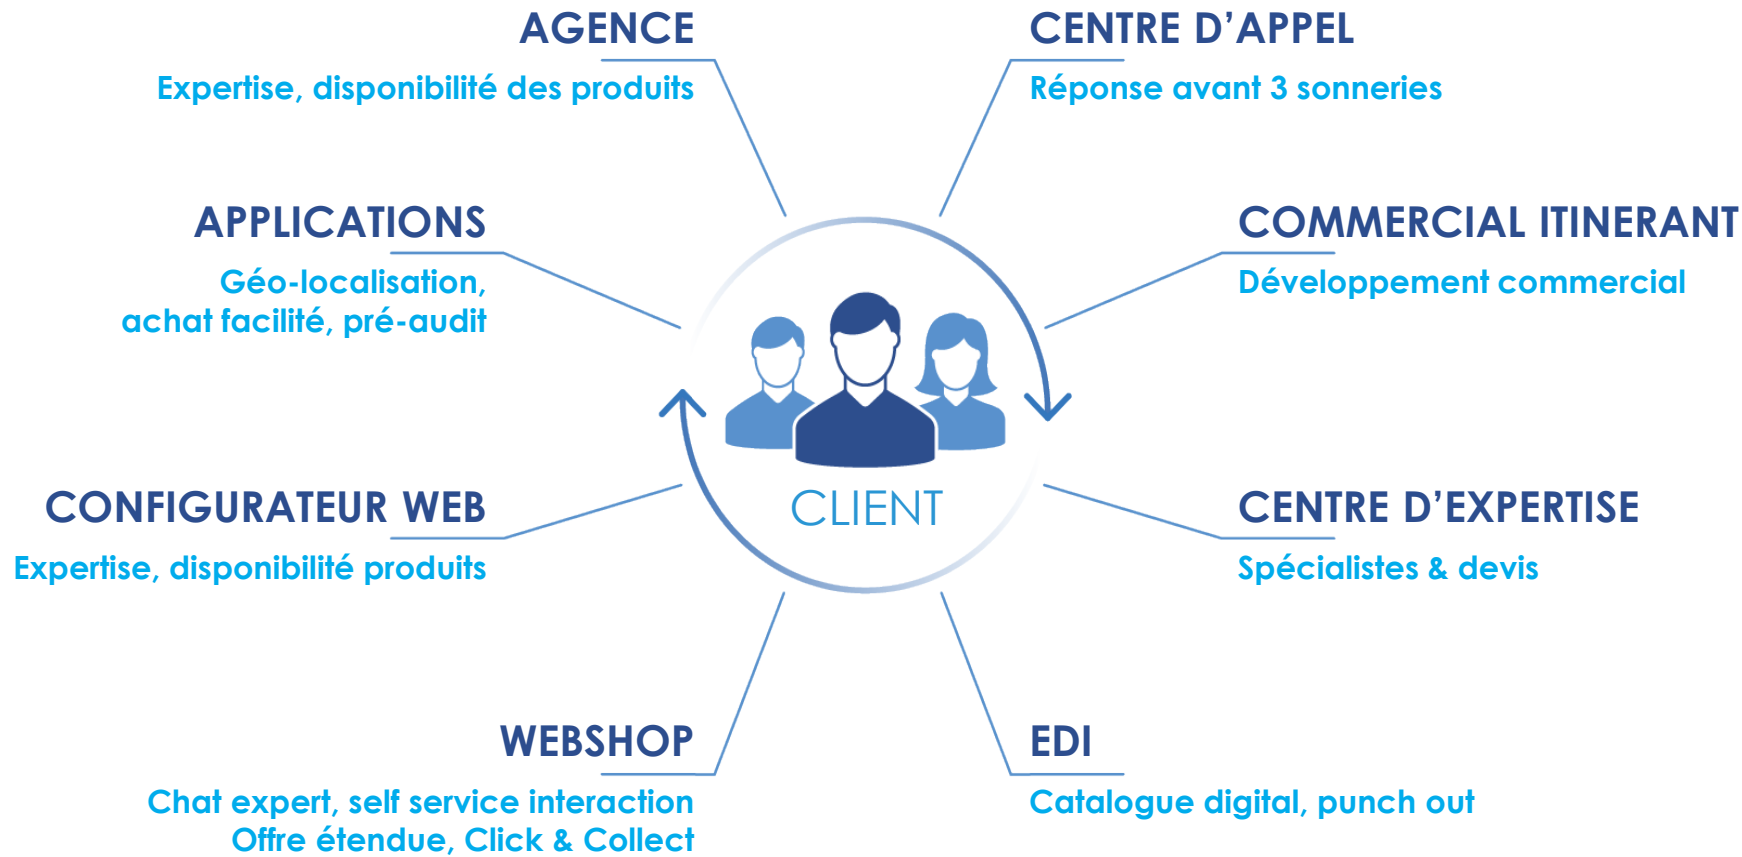 AGENCE
Expertise, disponibilité des produits
CENTRE D’APPEL
Réponse avant 3 sonneries
APPLICATIONS
Géo-localisation,
achat facilité, pré-audit
COMMERCIAL ITINERANT
Développement commercial
CLIENT
CONFIGURATEUR WEB
Expertise, disponibilité produits
CENTRE D’EXPERTISE
Spécialistes & devis
WEBSHOP
Chat expert, self service interaction
Offre étendue, Click & Collect
EDI
Catalogue digital, punch out